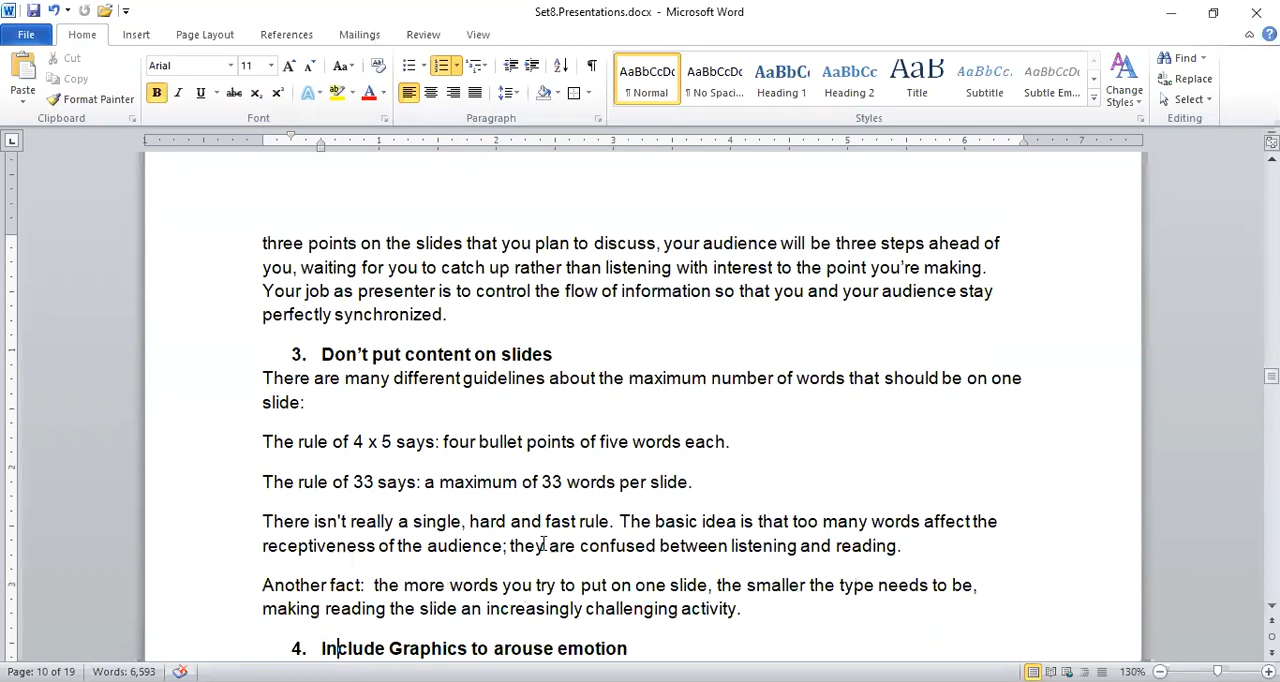 Set8.Presentations.docx - Microsoft Word
File Home Insert Page Layout References Mailings Review View
Cut
Copy
Format Painter
Paste
Clipboard
Arial 11
Font
Paragraph
AaBbCcDc AaBbCcDc AaBbC AaBbCc AaB AaBbCc. AaBbCcDc
¶ Normal ¶ No Spaci... Heading 1 Heading 2 Title Subtitle Subtle Em...
Styles
Change
Styles
Find
Replace
Select
Editing
1 1 2 3 4 5 6 7
three points on the slides that you plan to discuss, your audience will be three steps ahead of
you, waiting for you to catch up rather than listening with interest to the point you’re making.
Your job as presenter is to control the flow of information so that you and your audience stay
perfectly synchronized.
3. Don’t put content on slides
There are many different guidelines about the maximum number of words that should be on one
slide:
The rule of 4 x 5 says: four bullet points of five words each.
The rule of 33 says: a maximum of 33 words per slide.
There isn't really a single, hard and fast rule. The basic idea is that too many words affect the
receptiveness of the audience; they are confused between listening and reading.
Another fact: the more words you try to put on one slide, the smaller the type needs to be,
making reading the slide an increasingly challenging activity.
4. Include Graphics to arouse emotion
Page: 10 of 19 Words: 6,593 130%